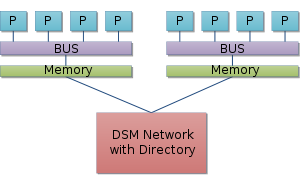 P P P P P P P P
BUS BUS
Memory Memory
DSM Network
with Directory